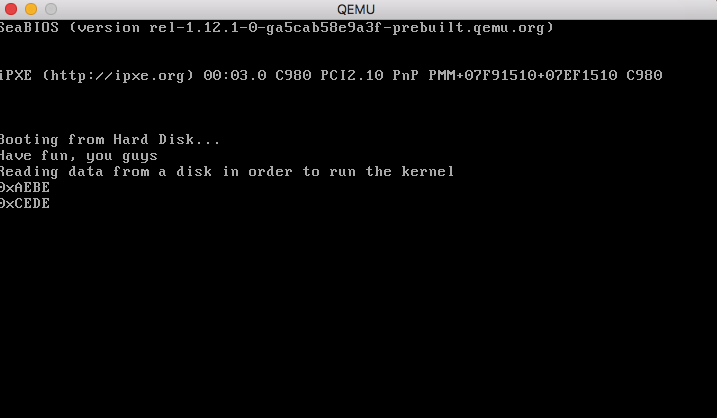 QEMU
SeaBIOS (version rel-1.12.1-0-ga5cab58e9a3f-prebuilt.qemu.org)
iPXE (http://ipxe.org) 00:03.0 C980 PCI2.10 PnP PMM+07F91510+07EF1510 C980
Booting from Hard Disk...
Have fun, you guys
Reading data from a disk in order to run the kernel
0xAEBE
0xCEDE